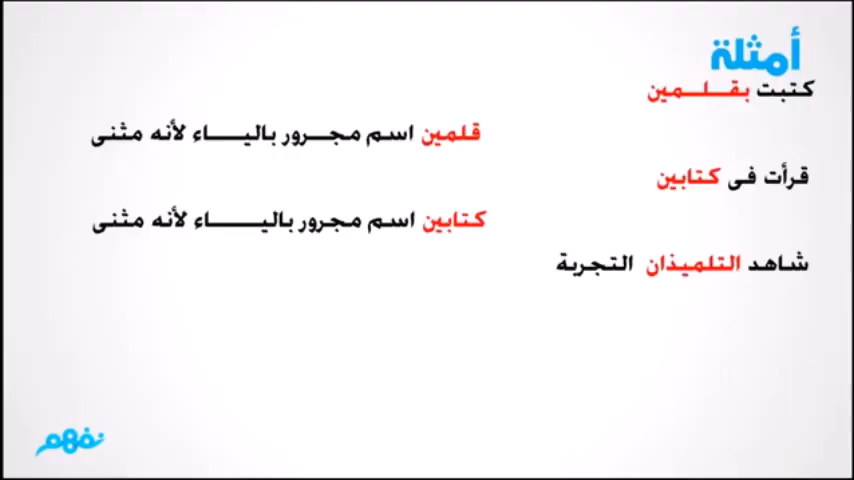 أمثلة
كتبت بقلمين
قلمين اسم مجرور بالياء لأنه مثنى
قرأت فى كتابين
كتابين اسم مجرور بالياء لأنه مثنى
شاهد التلميذان التجربة
نفهم